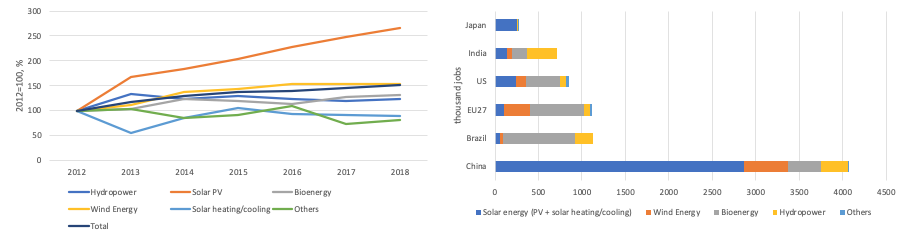 300
250
200
150
100
50
0
2012=100, %
2012 2013 2014 2015 2016 2017 2018
Hydropower Solar PV Bioenergy
Wind Energy Solar heating/cooling Others
Total
thousand jobs
Japan
India
US
EU27
Brazil
China
0 500 1000 1500 2000 2500 3000 3500 4000 4500
Solar energy (PV + solar heating/cooling) Wind Energy Bioenergy Hydropower Others